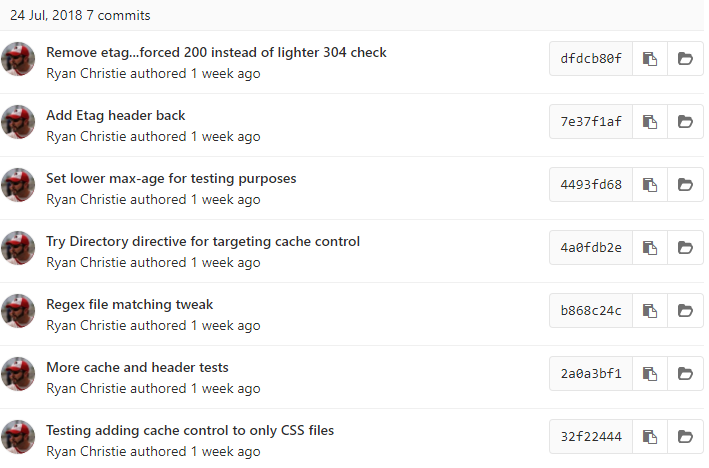 24 Jul, 2018 7 commits
Remove etag...forced 200 instead of lighter 304 check
Ryan Christie authored 1 week ago
dfdcb80f
Add Etag header back
Ryan Christie authored 1 week ago
7e37f1af
Set lower max-age for testing purposes
Ryan Christie authored 1 week ago
4493fd68
Try Directory directive for targeting cache control
Ryan Christie authored 1 week ago
4a0fdb2e
Regex file matching tweak
Ryan Christie authored 1 week ago
b868c24c
More cache and header tests
Ryan Christie authored 1 week ago
2a0a3bf1
Testing adding cache control to only CSS files
Ryan Christie authored 1 week ago
32f22444